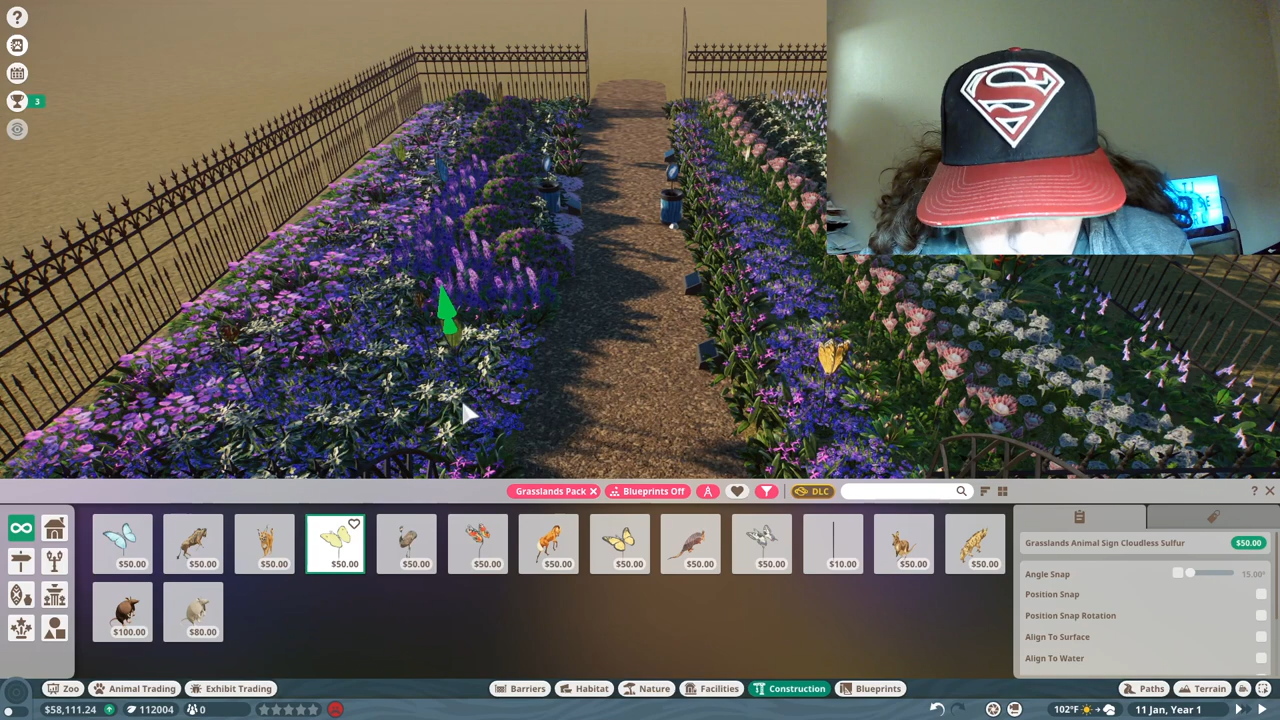 ?
3
S
Grasslands Pack ✕ Blueprints Off DLC ? ✕
$50.00 $50.00 $50.00 $50.00 $50.00 $50.00 $50.00 $50.00 $50.00 $50.00 $10.00 $50.00 $50.00
$100.00 $80.00
Grasslands Animal Sign Cloudless Sulfur $50.00
Angle Snap 15.00°
Position Snap
Position Snap Rotation
Align To Surface
Align To Water
Zoo Animal Trading Exhibit Trading Barriers Habitat Nature Facilities Construction Blueprints Paths Terrain
$58,111.24 112004 0 102°F 11 Jan, Year 1